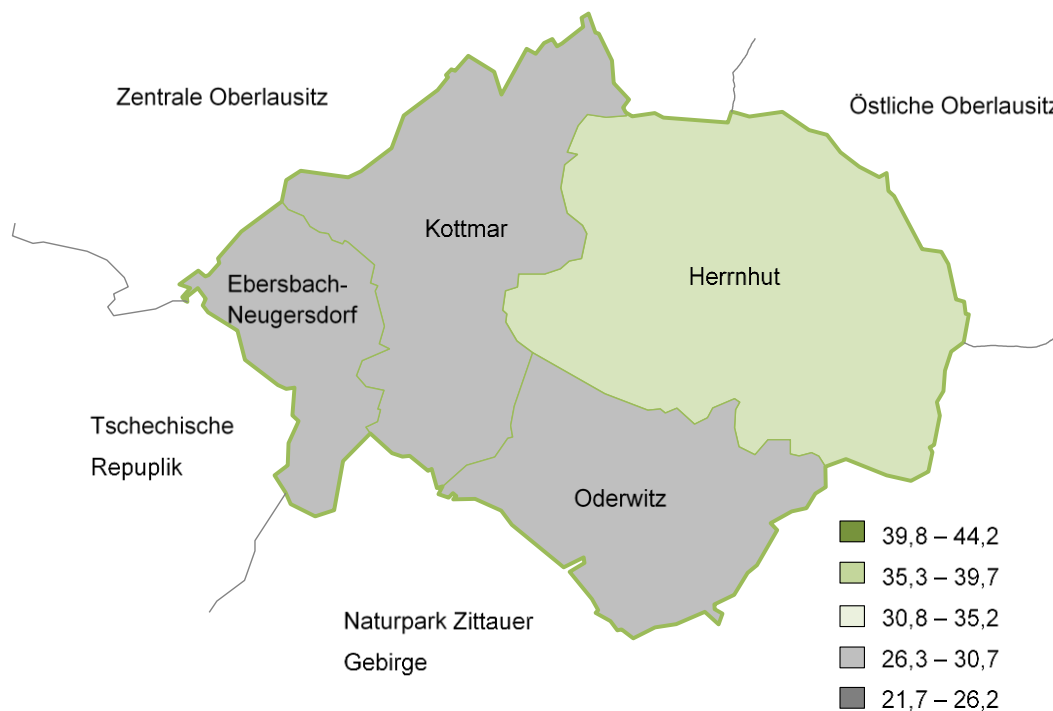 Zentrale Oberlausitz
Östliche Oberlausitz
Kottmar
Herrnhut
Ebersbach-
Neugersdorf
Tschechische
Repuplik
Oderwitz
Naturpark Zittauer
Gebirge
39,8 – 44,2
35,3 – 39,7
30,8 – 35,2
26,3 – 30,7
21,7 – 26,2